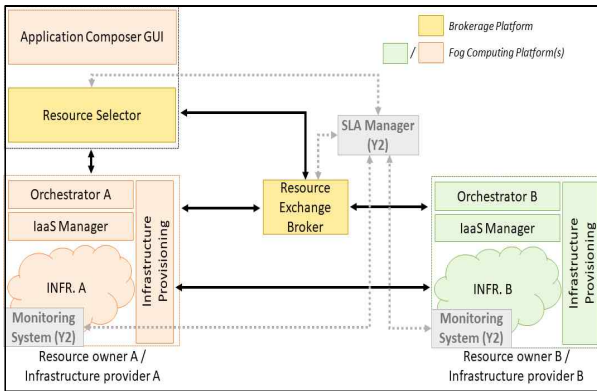 Application Composer GUI
Resource Selector
Brokerage Platform
/
Fog Computing Platform(s)
SLA Manager
(Y2)
Resource
Exchange
Broker
Orchestrator A
IaaS Manager
INFR. A
Infrastructure
Provisioning
Monitoring
System (Y2)
Resource owner A /
Infrastructure provider A
Orchestrator B
IaaS Manager
INFR. B
Infrastructure
Provisioning
Monitoring
System (Y2)
Resource owner B /
Infrastructure provider B